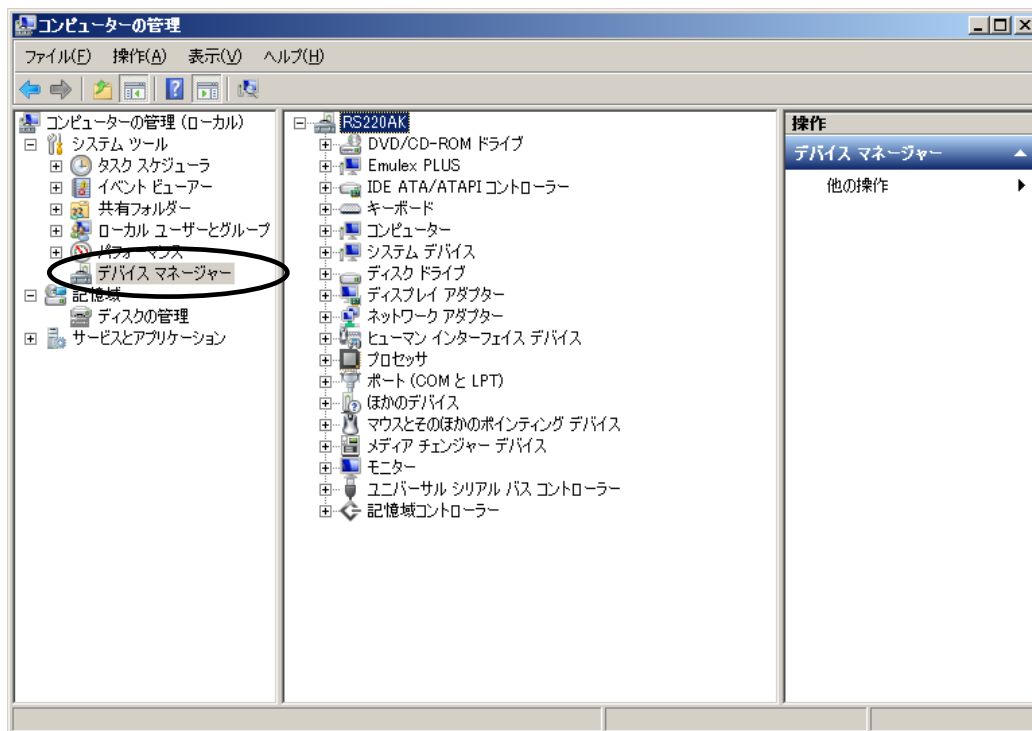 コンピューターの管理
ファイル(F) 操作(A) 表示(V) ヘルプ(H)
コンピューターの管理 (ローカル)
システム ツール
タスク スケジューラ
イベント ビューアー
共有フォルダー
ローカル ユーザーとグループ
パフォーマンス
デバイス マネージャー
記憶域
ディスクの管理
サービスとアプリケーション
RS220AK
DVD/CD-ROM ドライブ
Emulex PLUS
IDE ATA/ATAPI コントローラー
キーボード
コンピューター
システム デバイス
ディスク ドライブ
ディスプレイ アダプター
ネットワーク アダプター
ヒューマン インターフェイス デバイス
プロセッサ
ポート (COM と LPT)
ほかのデバイス
マウスとそのほかのポインティング デバイス
メディア チェンジャー デバイス
モニター
ユニバーサル シリアル バス コントローラー
記憶域コントローラー
操作
デバイス マネージャー
他の操作